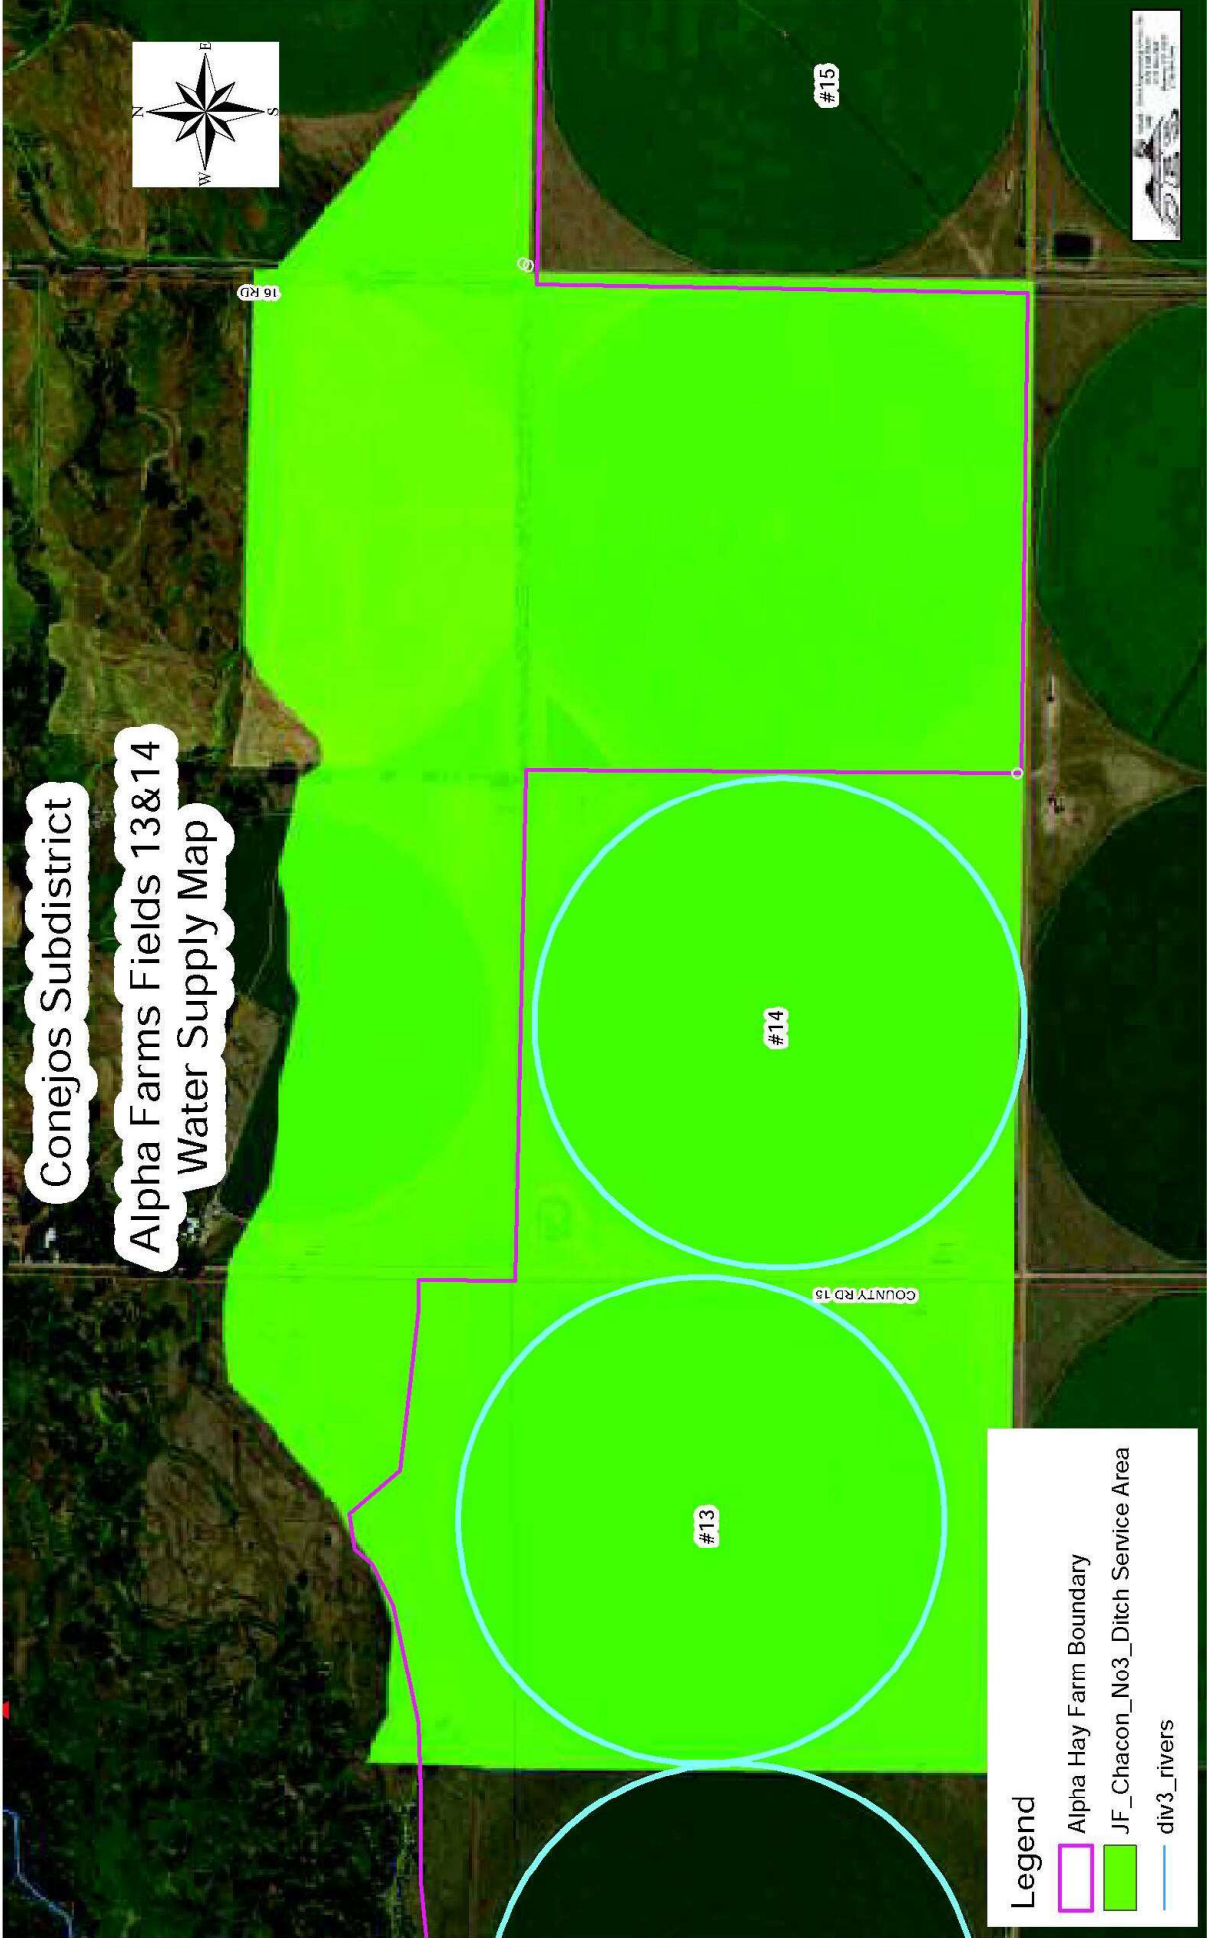 Conejos Subdistrict
Alpha Farms Fields 13&14
Water Supply Map
N
E
S
W
16 RD
#15
#14
COUNTY RD 15
#13
Legend
Alpha Hay Farm Boundary
JF_Chacon_No3_Ditch Service Area
div3_rivers